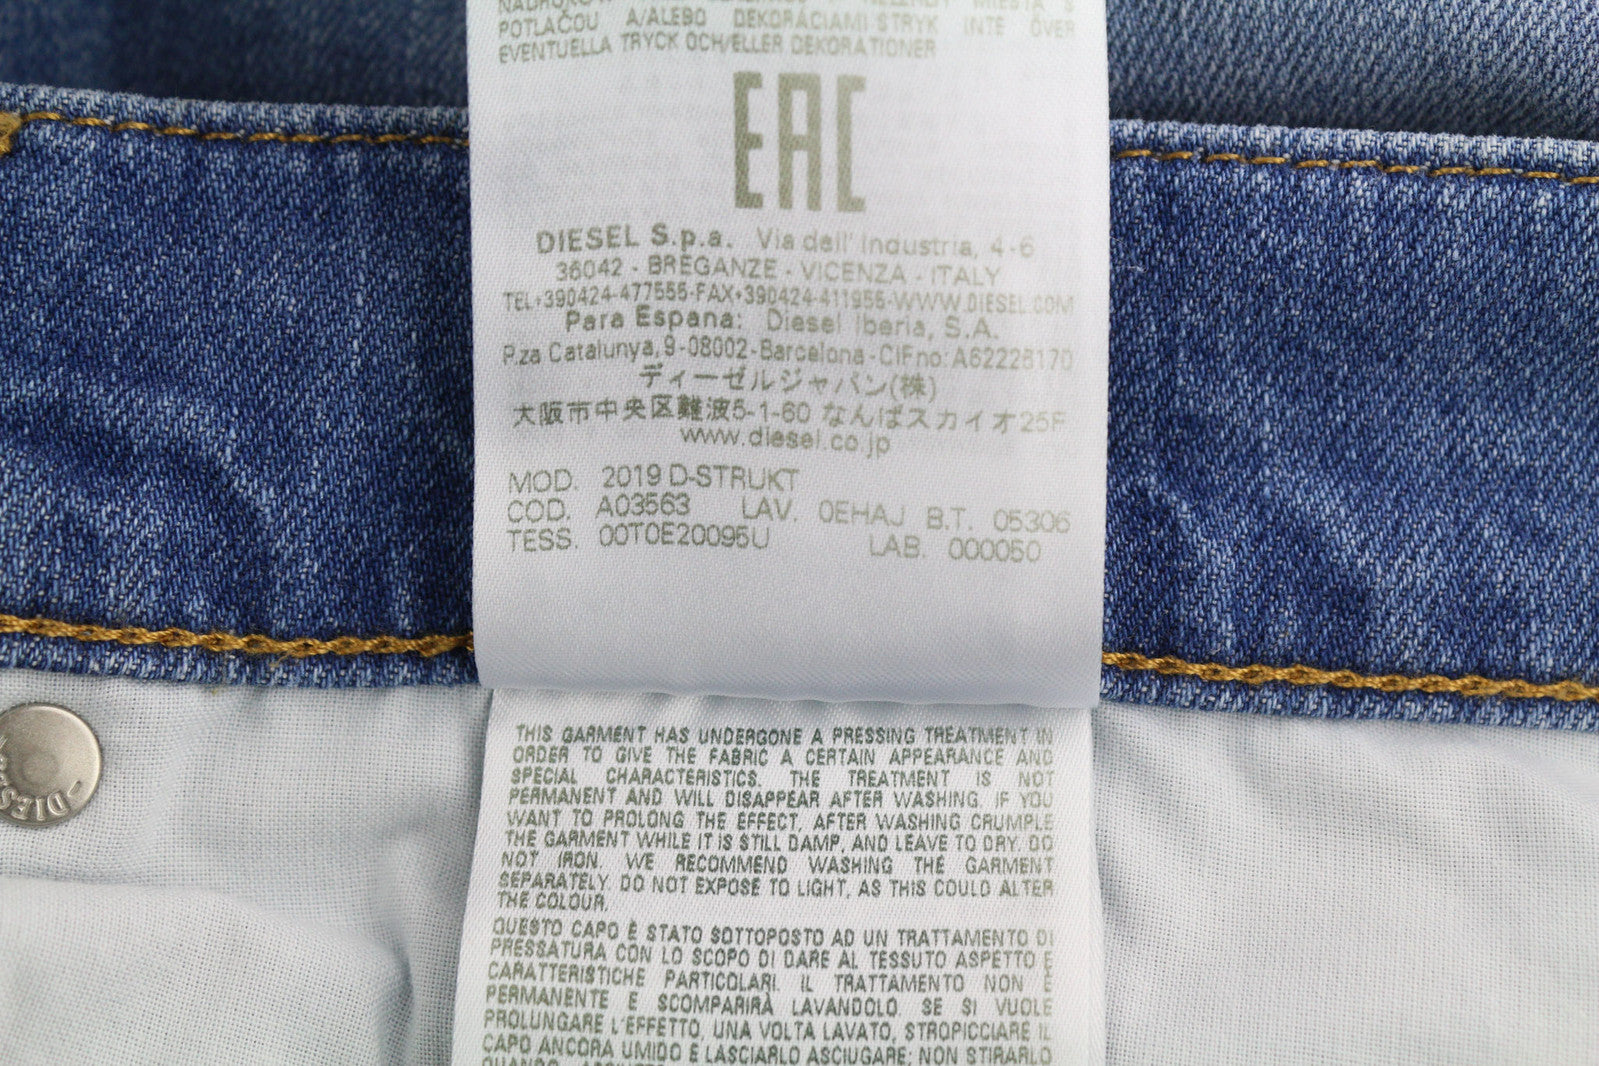 POTLAČOU A/ALEBO DEKORÁCIAMI STRYK INTE ÖVER
EVENTUELLA TRYCK OCH/ELLER DEKORATIONER
EAC
DIESEL S.p.a. Via dell' Industria, 4-6
36042 - BREGANZE - VICENZA - ITALY
TEL+390424-477555-FAX+390424-411955-WWW.DIESEL.COM
Para Espana: Diesel Iberia, S.A.
P.za Catalunya, 9-08002-Barcelona-CIFno: A62228170
ディーゼルジャパン(株)
大阪市中央区難波5-1-60 なんばスカイオ25F
www.diesel.co.jp
MOD. 2019 D-STRUKT
COD. A03563 LAV. 0EHAJ B.T. 05306
TESS. 00T0E20095U LAB. 000050
THIS GARMENT HAS UNDERGONE A PRESSING TREATMENT IN
ORDER TO GIVE THE FABRIC A CERTAIN APPEARANCE AND
SPECIAL CHARACTERISTICS. THE TREATMENT IS NOT
PERMANENT AND WILL DISAPPEAR AFTER WASHING. IF YOU
WANT TO PROLONG THE EFFECT, AFTER WASHING CRUMPLE
THE GARMENT WHILE IT IS STILL DAMP, AND LEAVE TO DRY. DO
NOT IRON. WE RECOMMEND WASHING THE GARMENT
SEPARATELY. DO NOT EXPOSE TO LIGHT, AS THIS COULD ALTER
THE COLOUR.
QUESTO CAPO È STATO SOTTOPOSTO AD UN TRATTAMENTO DI
PRESSATURA CON LO SCOPO DI DARE AL TESSUTO ASPETTO E
CARATTERISTICHE PARTICOLARI. IL TRATTAMENTO NON È
PERMANENTE E SCOMPARIRÀ LAVANDOLO. SE SI VUOLE
PROLUNGARE L'EFFETTO, UNA VOLTA LAVATO, STROPICCIARE IL
CAPO ANCORA UMIDO E LASCIARLO ASCIUGARE; NON STIRARLO